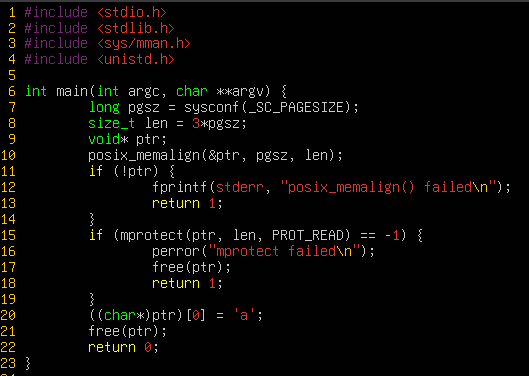 1 #include <stdio.h>
2 #include <stdlib.h>
3 #include <sys/mman.h>
4 #include <unistd.h>
5
6 int main(int argc, char **argv) {
7         long pgsz = sysconf(_SC_PAGESIZE);
8         size_t len = 3*pgsz;
9         void* ptr;
10         posix_memalign(&ptr, pgsz, len);
11         if (!ptr) {
12                 fprintf(stderr, "posix_memalign() failed\n");
13                 return 1;
14         }
15         if (mprotect(ptr, len, PROT_READ) == -1) {
16                 perror("mprotect failed\n");
17                 free(ptr);
18                 return 1;
19         }
20         ((char*)ptr)[0] = 'a';
21         free(ptr);
22         return 0;
23 }